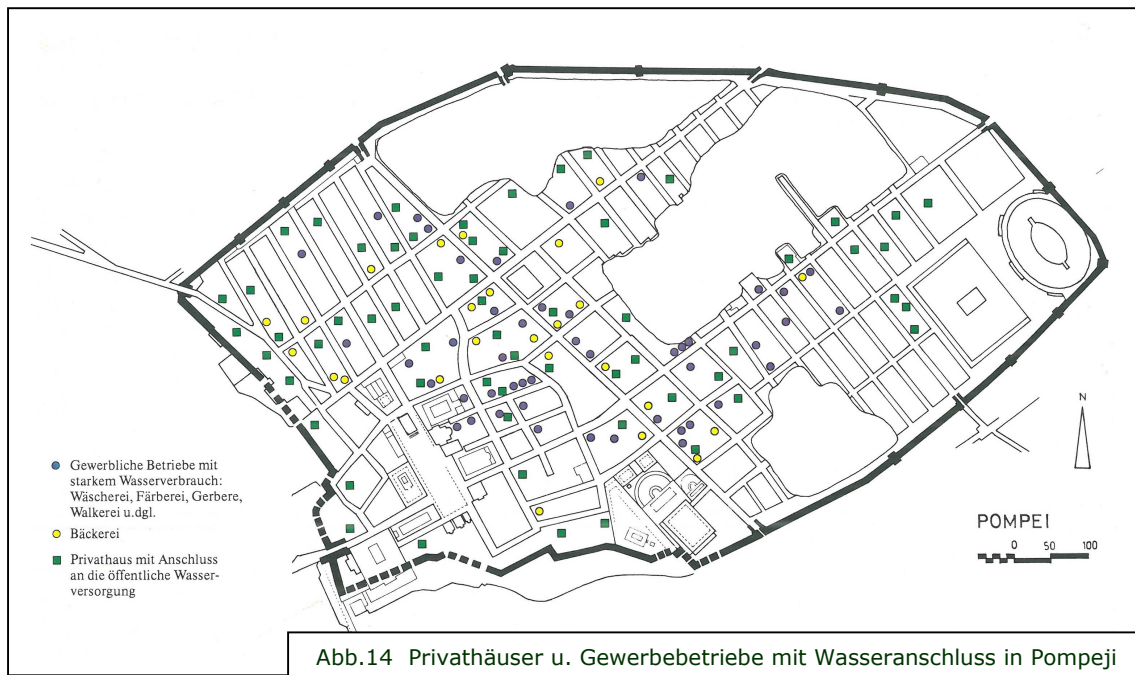 N
Gewerbliche Betriebe mit
starkem Wasserverbrauch:
Wäscherei, Färberei, Gerbere,
Walkerei u.dgl.
Bäckerei
Privathaus mit Anschluss
an die öffentliche Wasser-
versorgung
POMPEI
0 50 100
Abb.14 Privathäuser u. Gewerbebetriebe mit Wasseranschluss in Pompeji